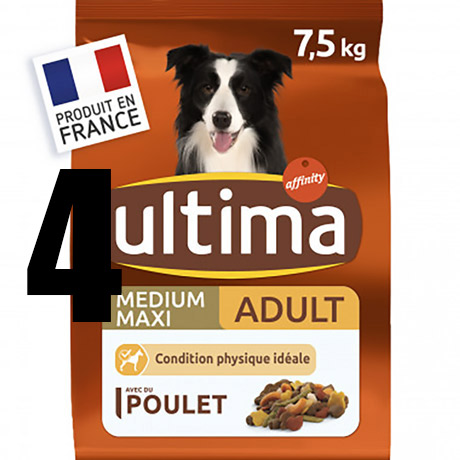 7,5 kg
PRODUIT EN
FRANCE
affinity
ultima
4
MEDIUM
MAXI
ADULT
Condition physique idéale
AVEC DU
POULET